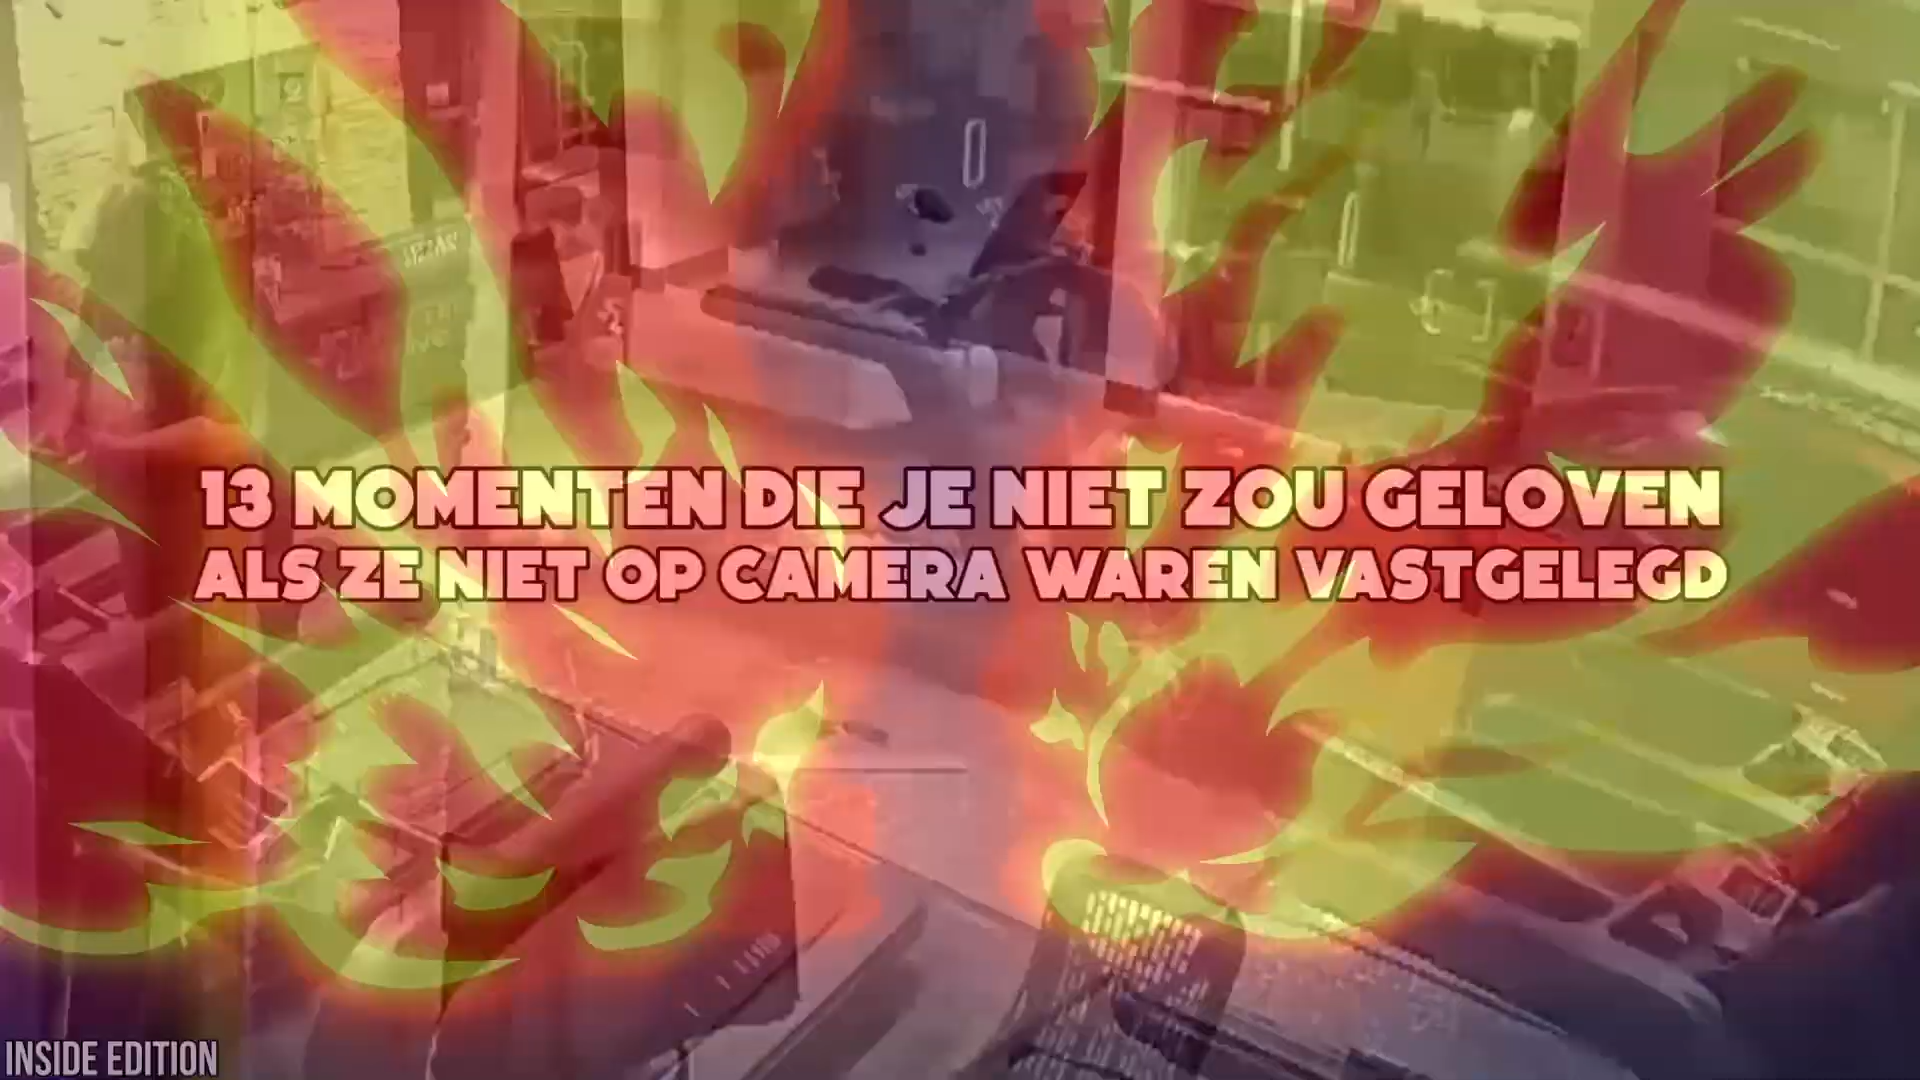 13 MOMENTEN DIE JE NIET ZOU GELOVEN
ALS ZE NIET OP CAMERA WAREN VASTGELEGD
INSIDE EDITION